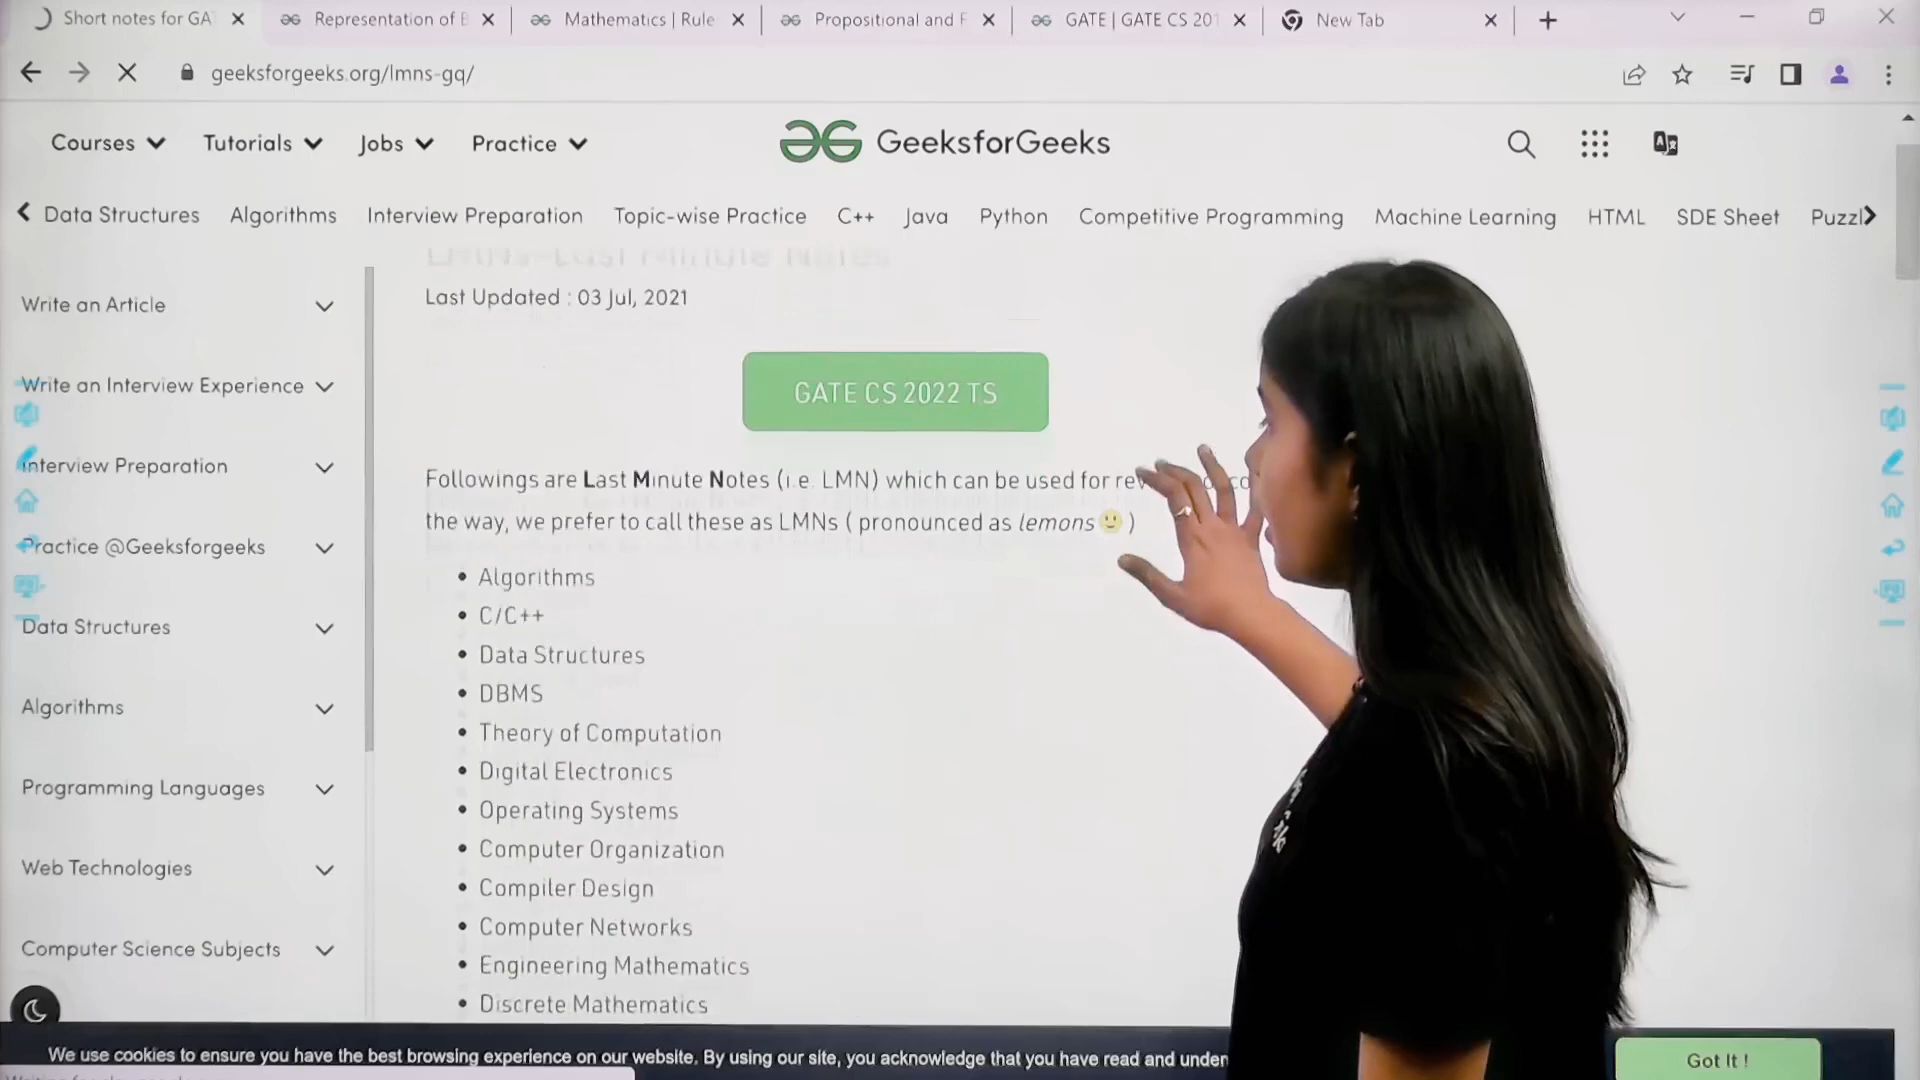 Short notes for GA
Representation of
Mathematics | Rule
Propositional and F
GATE | GATE CS 201
New Tab
geeksforgeeks.org/lmns-gq/
Courses
Tutorials
Jobs
Practice
GeeksforGeeks
Data Structures
Algorithms
Interview Preparation
Topic-wise Practice
C++
Java
Python
Competitive Programming
Machine Learning
HTML
SDE Sheet
Puzzl
LMNs-Last Minute Notes
Last Updated : 03 Jul, 2021
GATE CS 2022 TS
Followings are Last Minute Notes (i.e. LMN) which can be used for
the way, we prefer to call these as LMNs ( pronounced as lemons🙂 )
• Algorithms
• C/C++
• Data Structures
• DBMS
• Theory of Computation
• Digital Electronics
• Operating Systems
• Computer Organization
• Compiler Design
• Computer Networks
• Engineering Mathematics
• Discrete Mathematics
Write an Article
Write an Interview Experience
Interview Preparation
Practice @Geeksforgeeks
Data Structures
Algorithms
Programming Languages
Web Technologies
Computer Science Subjects
We use cookies to ensure you have the best browsing experience on our website. By using our site, you acknowledge that you have read and under
Got It !